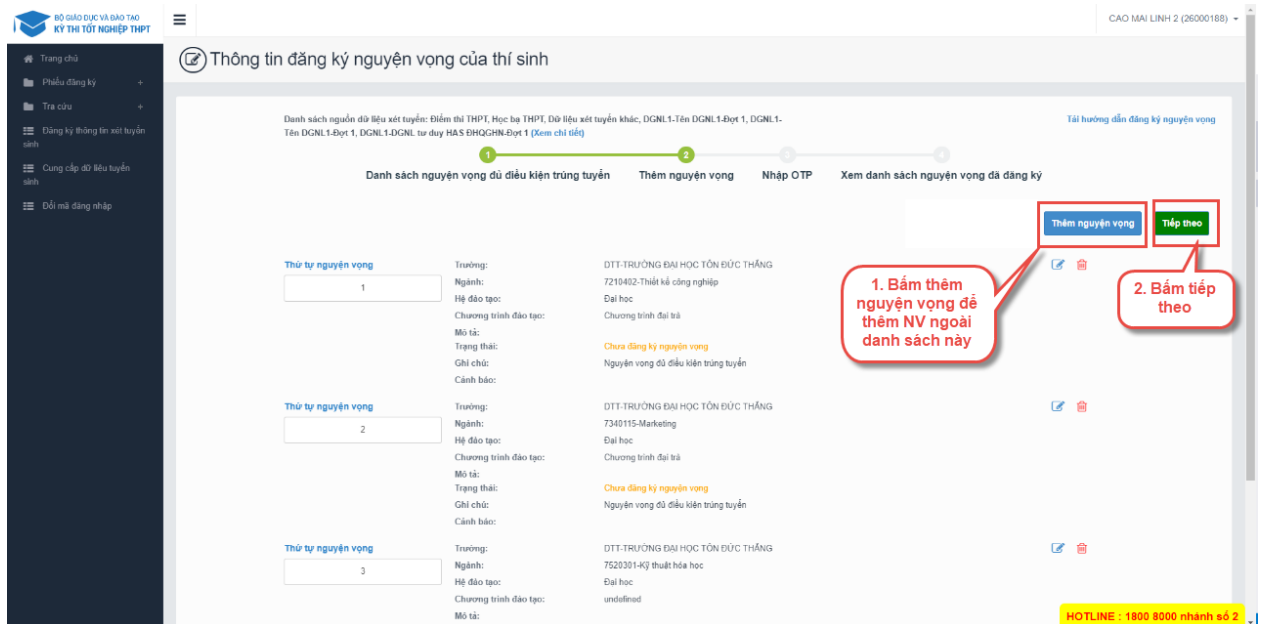 BỘ GIÁO DỤC VÀ ĐÀO TẠO
KỲ THI TỐT NGHIỆP THPT
CAO MAI LINH 2 (26000188)
Trang chủ
Phiếu đăng ký +
Tra cứu +
Đăng ký thông tin xét tuyển
sinh
Cung cấp dữ liệu tuyển
sinh
Đổi mã đăng nhập
Thông tin đăng ký nguyện vọng của thí sinh
Danh sách nguồn dữ liệu xét tuyển: Điểm thi THPT, Học bạ THPT, Dữ liệu xét tuyển khác, DGNL1-Tên DGNL1-Đợt 1, DGNL1-
Tên DGNL1-Đợt 1, DGNL1-DGNL tư duy HAS ĐHQGHN-Đợt 1 (Xem chi tiết)
Tải hướng dẫn đăng ký nguyện vọng
1 2 3 4
Danh sách nguyện vọng đủ điều kiện trúng tuyển Thêm nguyện vọng Nhập OTP Xem danh sách nguyện vọng đã đăng ký
Thêm nguyện vọng Tiếp theo
1. Bấm thêm
nguyện vọng để
thêm NV ngoài
danh sách này
2. Bấm tiếp
theo
Thứ tự nguyện vọng
1
Trường: DTT-TRƯỜNG ĐẠI HỌC TÔN ĐỨC THẮNG
Ngành: 7210402-Thiết kế công nghiệp
Hệ đào tạo: Đại học
Chương trình đào tạo: Chương trình đại trà
Mô tả:
Trạng thái: Chưa đăng ký nguyện vọng
Ghi chú: Nguyện vọng đủ điều kiện trúng tuyển
Cảnh báo:
Thứ tự nguyện vọng
2
Trường: DTT-TRƯỜNG ĐẠI HỌC TÔN ĐỨC THẮNG
Ngành: 7340115-Marketing
Hệ đào tạo: Đại học
Chương trình đào tạo: Chương trình đại trà
Mô tả:
Trạng thái: Chưa đăng ký nguyện vọng
Ghi chú: Nguyện vọng đủ điều kiện trúng tuyển
Cảnh báo:
Thứ tự nguyện vọng
3
Trường: DTT-TRƯỜNG ĐẠI HỌC TÔN ĐỨC THẮNG
Ngành: 7520301-Kỹ thuật hóa học
Hệ đào tạo: Đại học
Chương trình đào tạo: undefined
Mô tả:
HOTLINE : 1800 8000 nhánh số 2